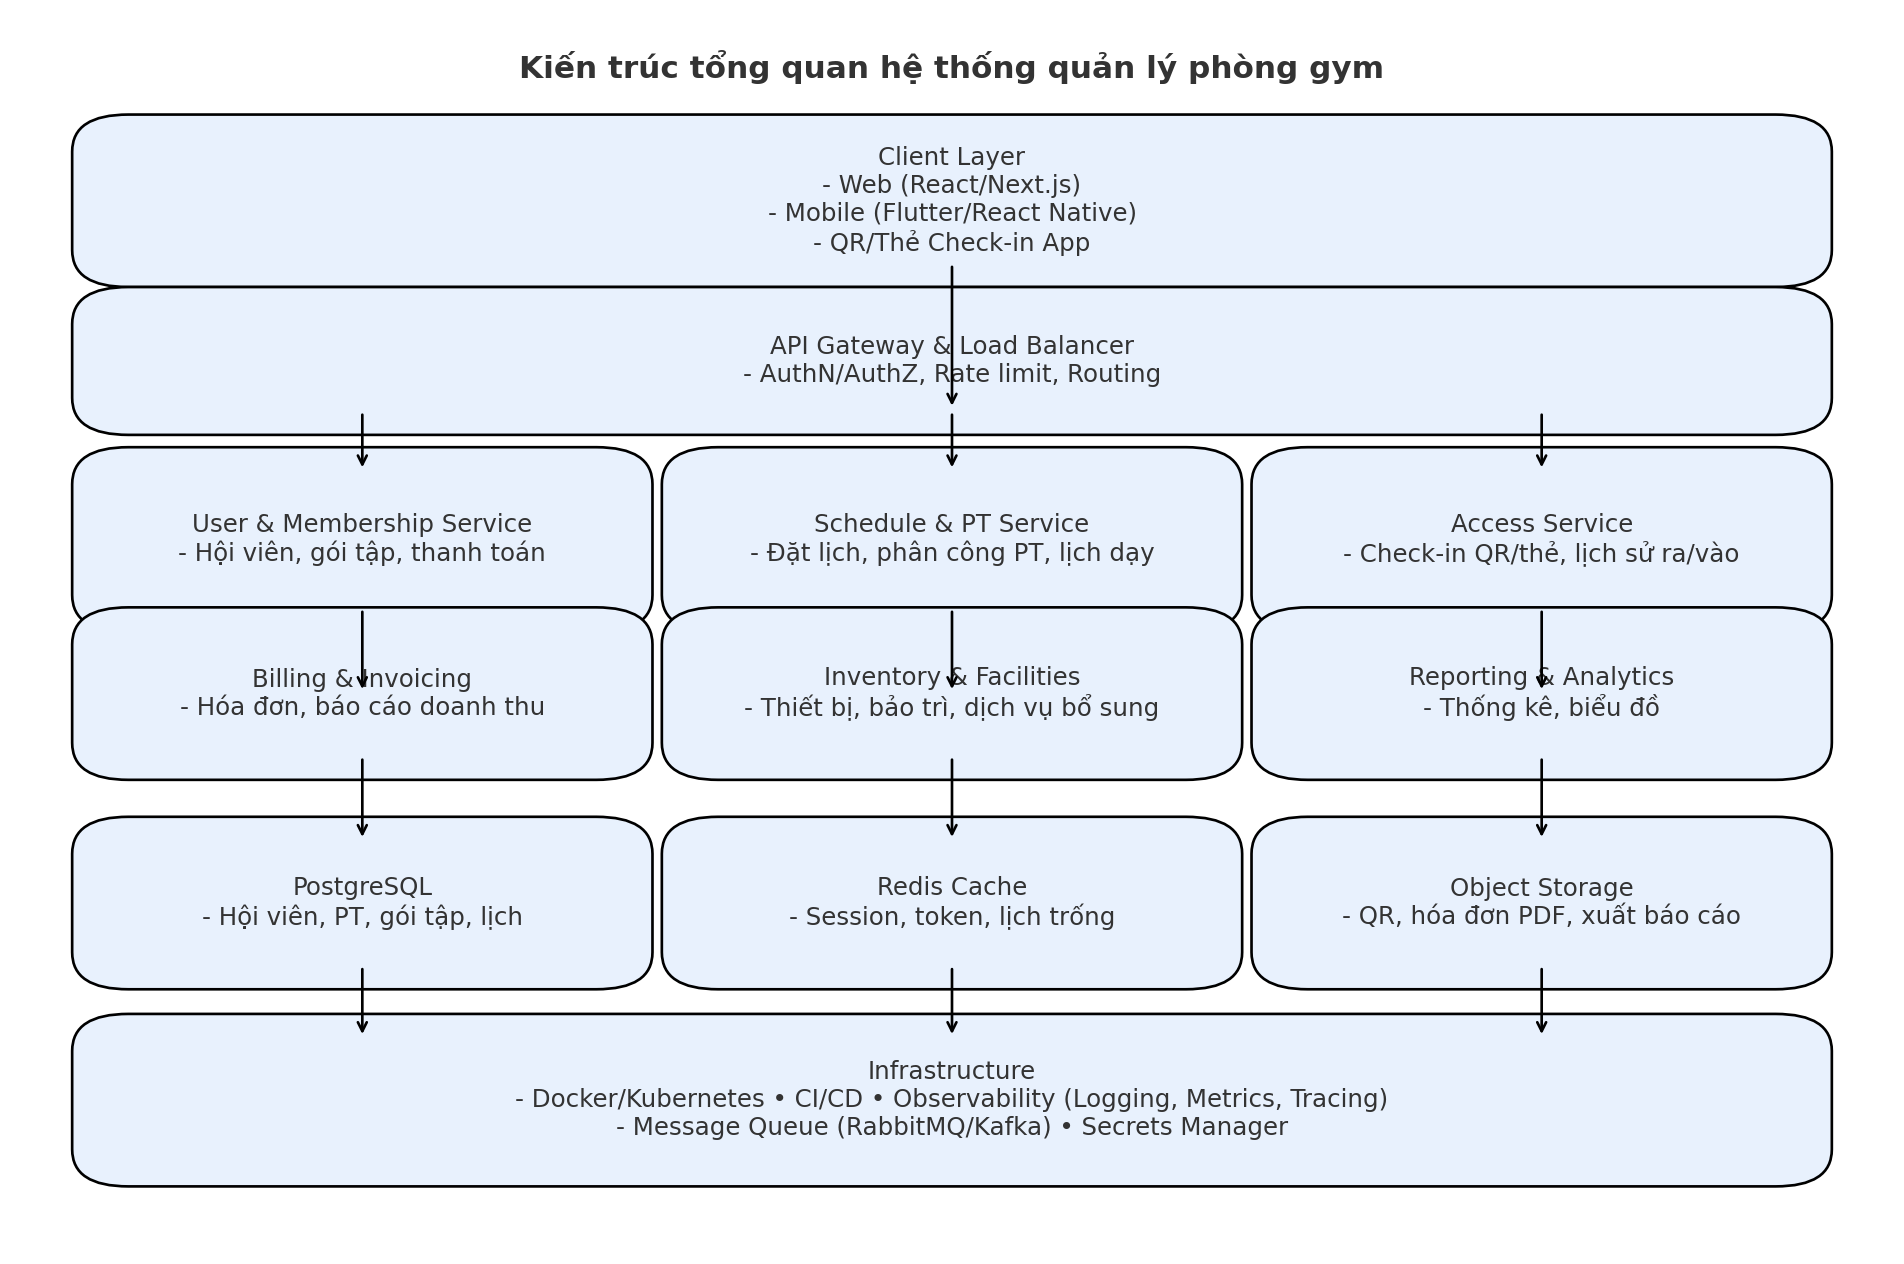 Kiến trúc tổng quan hệ thống quản lý phòng gym
Client Layer
- Web (React/Next.js)
- Mobile (Flutter/React Native)
- QR/Thẻ Check-in App
API Gateway & Load Balancer
- AuthN/AuthZ, Rate limit, Routing
User & Membership Service
- Hội viên, gói tập, thanh toán
Schedule & PT Service
- Đặt lịch, phân công PT, lịch dạy
Access Service
- Check-in QR/thẻ, lịch sử ra/vào
Billing & Invoicing
- Hóa đơn, báo cáo doanh thu
Inventory & Facilities
- Thiết bị, bảo trì, dịch vụ bổ sung
Reporting & Analytics
- Thống kê, biểu đồ
PostgreSQL
- Hội viên, PT, gói tập, lịch
Redis Cache
- Session, token, lịch trống
Object Storage
- QR, hóa đơn PDF, xuất báo cáo
Infrastructure
- Docker/Kubernetes • CI/CD • Observability (Logging, Metrics, Tracing)
- Message Queue (RabbitMQ/Kafka) • Secrets Manager